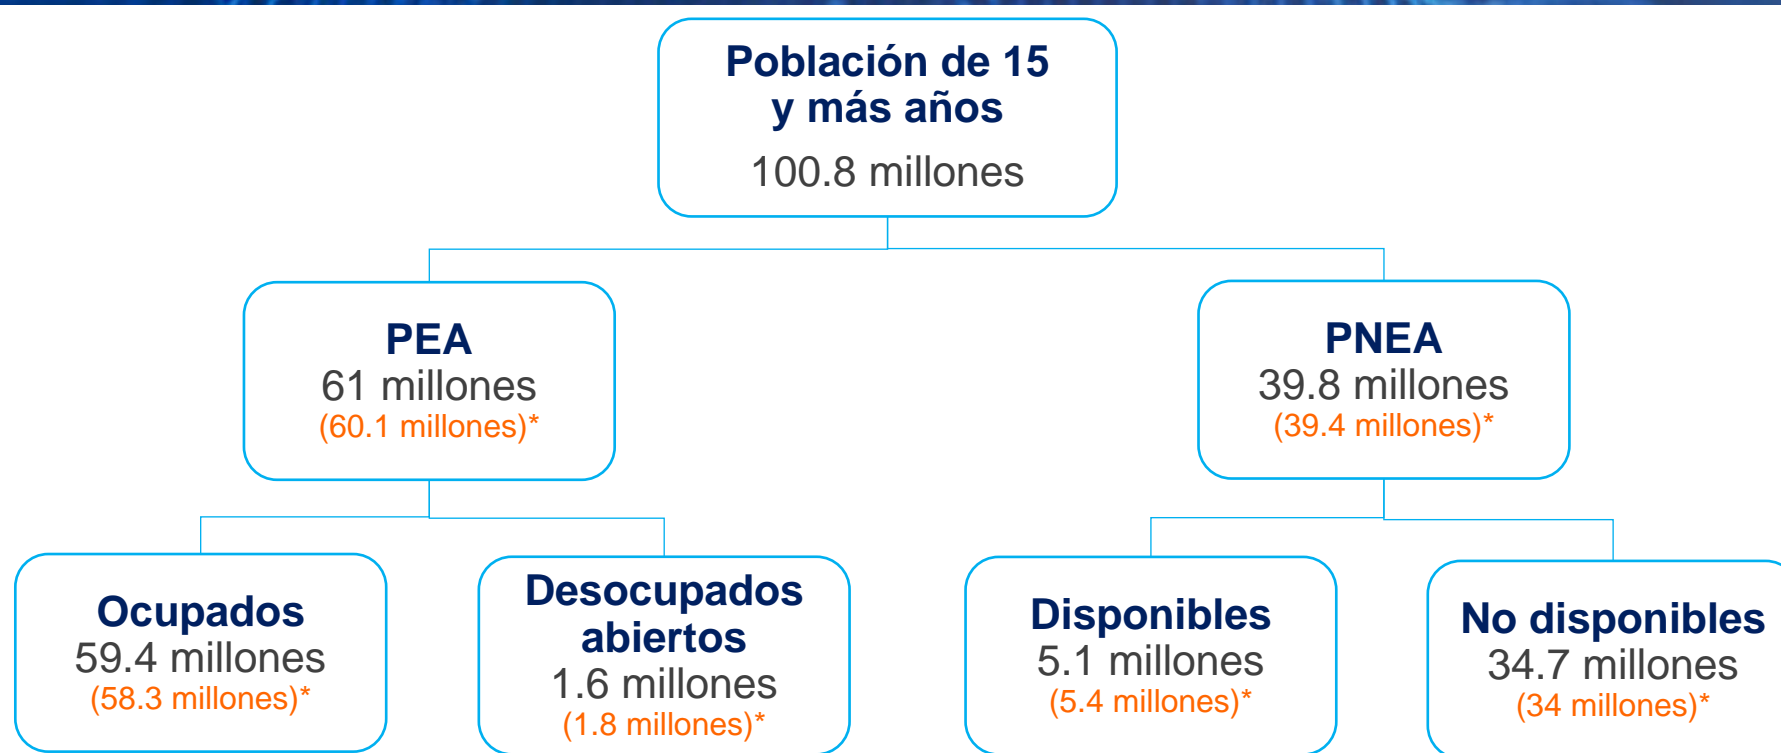 Población de 15
y más años
100.8 millones
PEA
61 millones
(60.1 millones)*
PNEA
39.8 millones
(39.4 millones)*
Ocupados
59.4 millones
(58.3 millones)*
Desocupados
abiertos
1.6 millones
(1.8 millones)*
Disponibles
5.1 millones
(5.4 millones)*
No disponibles
34.7 millones
(34 millones)*